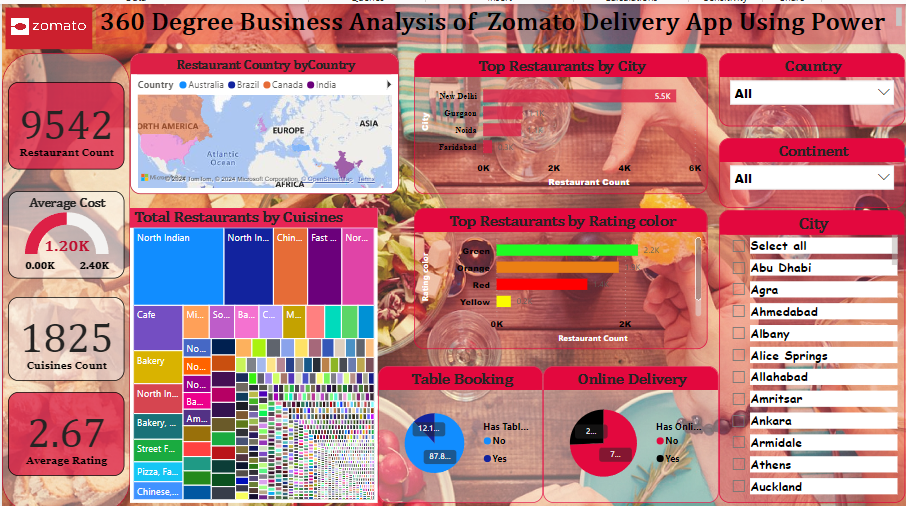 zomato
360 Degree Business Analysis of Zomato Delivery App Using Power
9542
Restaurant Count
Average Cost
1.20K
0.00K
2.40K
1825
Cuisines Count
2.67
Average Rating
Restaurant Country byCountry
Country Australia Brazil Canada India
NORTH AMERICA
EUROPE
ASIA
Atlantic
Ocean
AFRICA
© 2024 TomTom, © 2024 Microsoft Corporation, © OpenStreetMap Terms
Total Restaurants by Cuisines
North Indian
North In...
Chin...
Fast ...
Nor...
Cafe
Mi...
So...
Ba...
C...
M...
Bakery
No...
No...
North In...
No...
Ba...
Bakery, ...
Am...
Street F...
Pizza, Fa...
Chinese,...
Top Restaurants by City
City
New Delhi
5.5K
Gurgaon
Noida
Faridabad
0K
2K
4K
6K
Restaurant Count
Top Restaurants by Rating color
Rating color
Green
2.2K
Orange
Red
Yellow
0K
2K
Restaurant Count
Table Booking
12.1...
87.8...
Has Tabl...
No
Yes
Online Delivery
2...
7...
Has Onli...
No
Yes
Country
All
Continent
All
City
Select all
Abu Dhabi
Agra
Ahmedabad
Albany
Alice Springs
Allahabad
Amritsar
Ankara
Armidale
Athens
Auckland